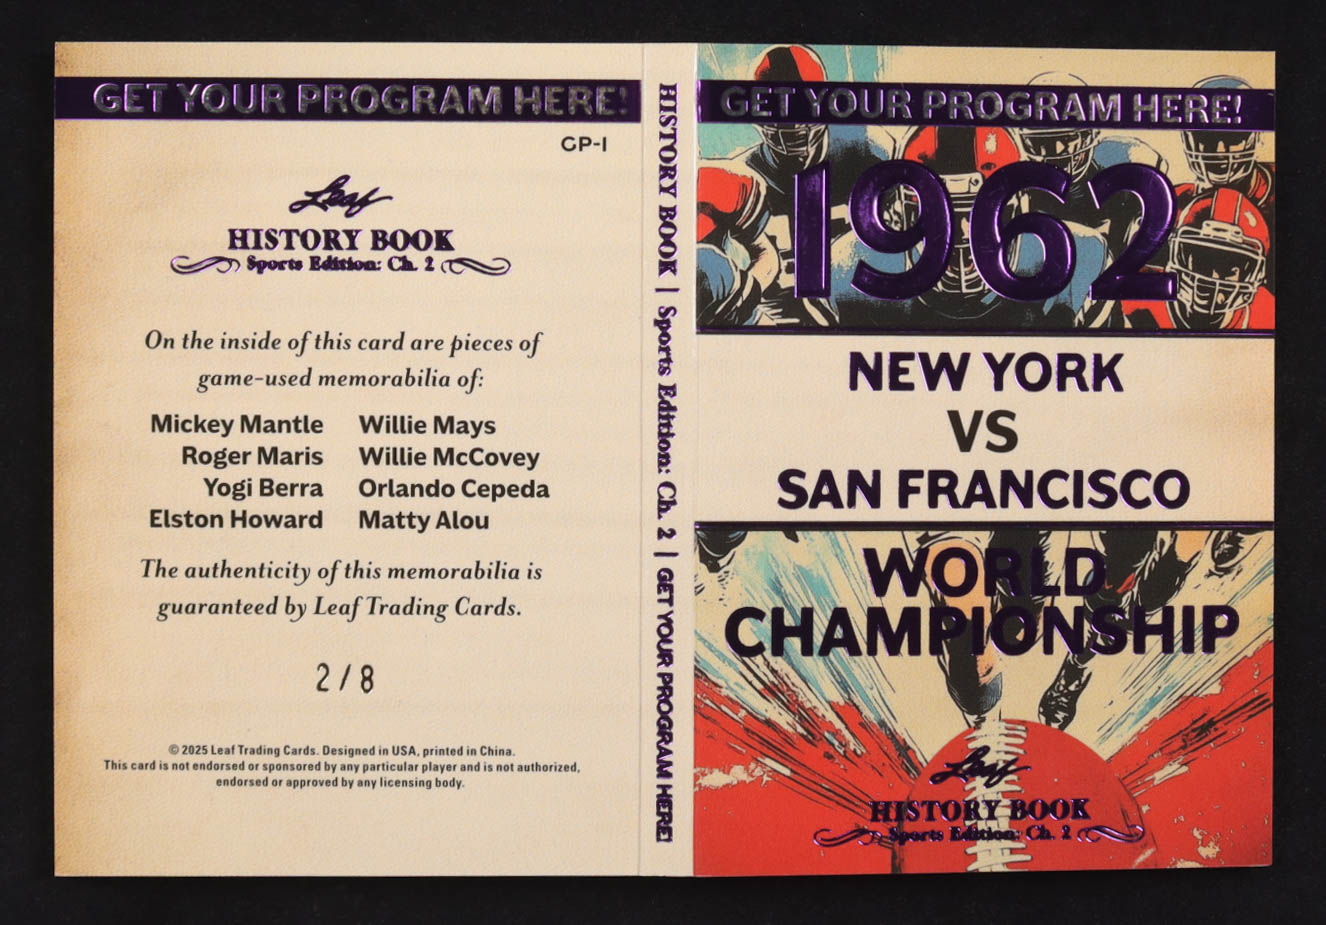 GET YOUR PROGRAM HERE!
GP-1
Leaf
HISTORY BOOK
Sports Edition: Ch. 2
On the inside of this card are pieces of
game-used memorabilia of:
Mickey Mantle Willie Mays
Roger Maris Willie McCovey
Yogi Berra Orlando Cepeda
Elston Howard Matty Alou
The authenticity of this memorabilia is
guaranteed by Leaf Trading Cards.
2/8
© 2025 Leaf Trading Cards. Designed in USA, printed in China.
This card is not endorsed or sponsored by any particular player and is not authorized,
endorsed or approved by any licensing body.
HISTORY BOOK | Sports Edition: Ch. 2 | GET YOUR PROGRAM HERE!
GET YOUR PROGRAM HERE!
1962
NEW YORK
VS
SAN FRANCISCO
WORLD
CHAMPIONSHIP
Leaf
HISTORY BOOK
Sports Edition: Ch. 2